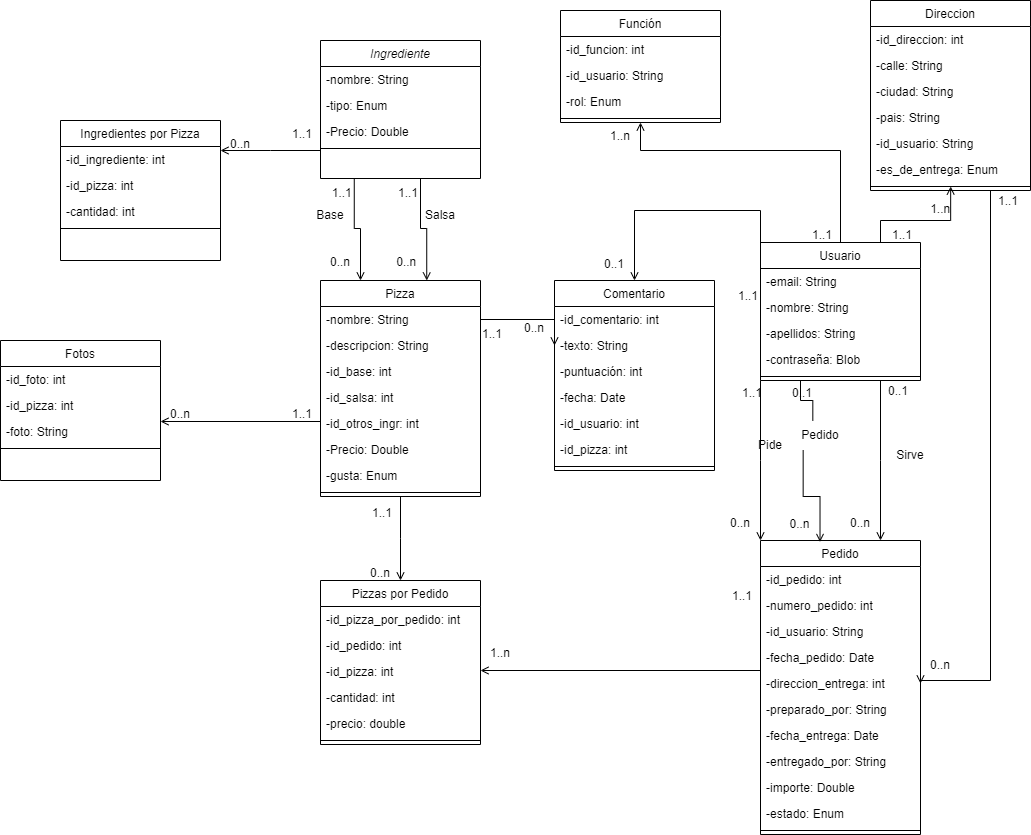 Función
-id_funcion: int
-id_usuario: String
-rol: Enum
Direccion
-id_direccion: int
-calle: String
-ciudad: String
-pais: String
-id_usuario: String
-es_de_entrega: Enum
Ingrediente
-nombre: String
-tipo: Enum
-Precio: Double
Ingredientes por Pizza
-id_ingrediente: int
-id_pizza: int
-cantidad: int
0..n
1..1
1..n
1..1
1..1
1..1
Base
Salsa
0..n
0..n
1..n
1..1
1..1
1..1
0..1
Usuario
-email: String
-nombre: String
-apellidos: String
-contraseña: Blob
Pizza
-nombre: String
-descripcion: String
-id_base: int
-id_salsa: int
-id_otros_ingr: int
-Precio: Double
-gusta: Enum
1..1
0..n
Comentario
-id_comentario: int
-texto: String
-puntuación: int
-fecha: Date
-id_usuario: int
-id_pizza: int
Fotos
-id_foto: int
-id_pizza: int
-foto: String
0..n
1..1
1..1
0..1
0..1
Pide
Pedido
Sirve
0..n
0..n
0..n
1..1
0..n
Pizzas por Pedido
-id_pizza_por_pedido: int
-id_pedido: int
-id_pizza: int
-cantidad: int
-precio: double
1..n
1..1
Pedido
-id_pedido: int
-numero_pedido: int
-id_usuario: String
-fecha_pedido: Date
-direccion_entrega: int
-preparado_por: String
-fecha_entrega: Date
-entregado_por: String
-importe: Double
-estado: Enum
0..n